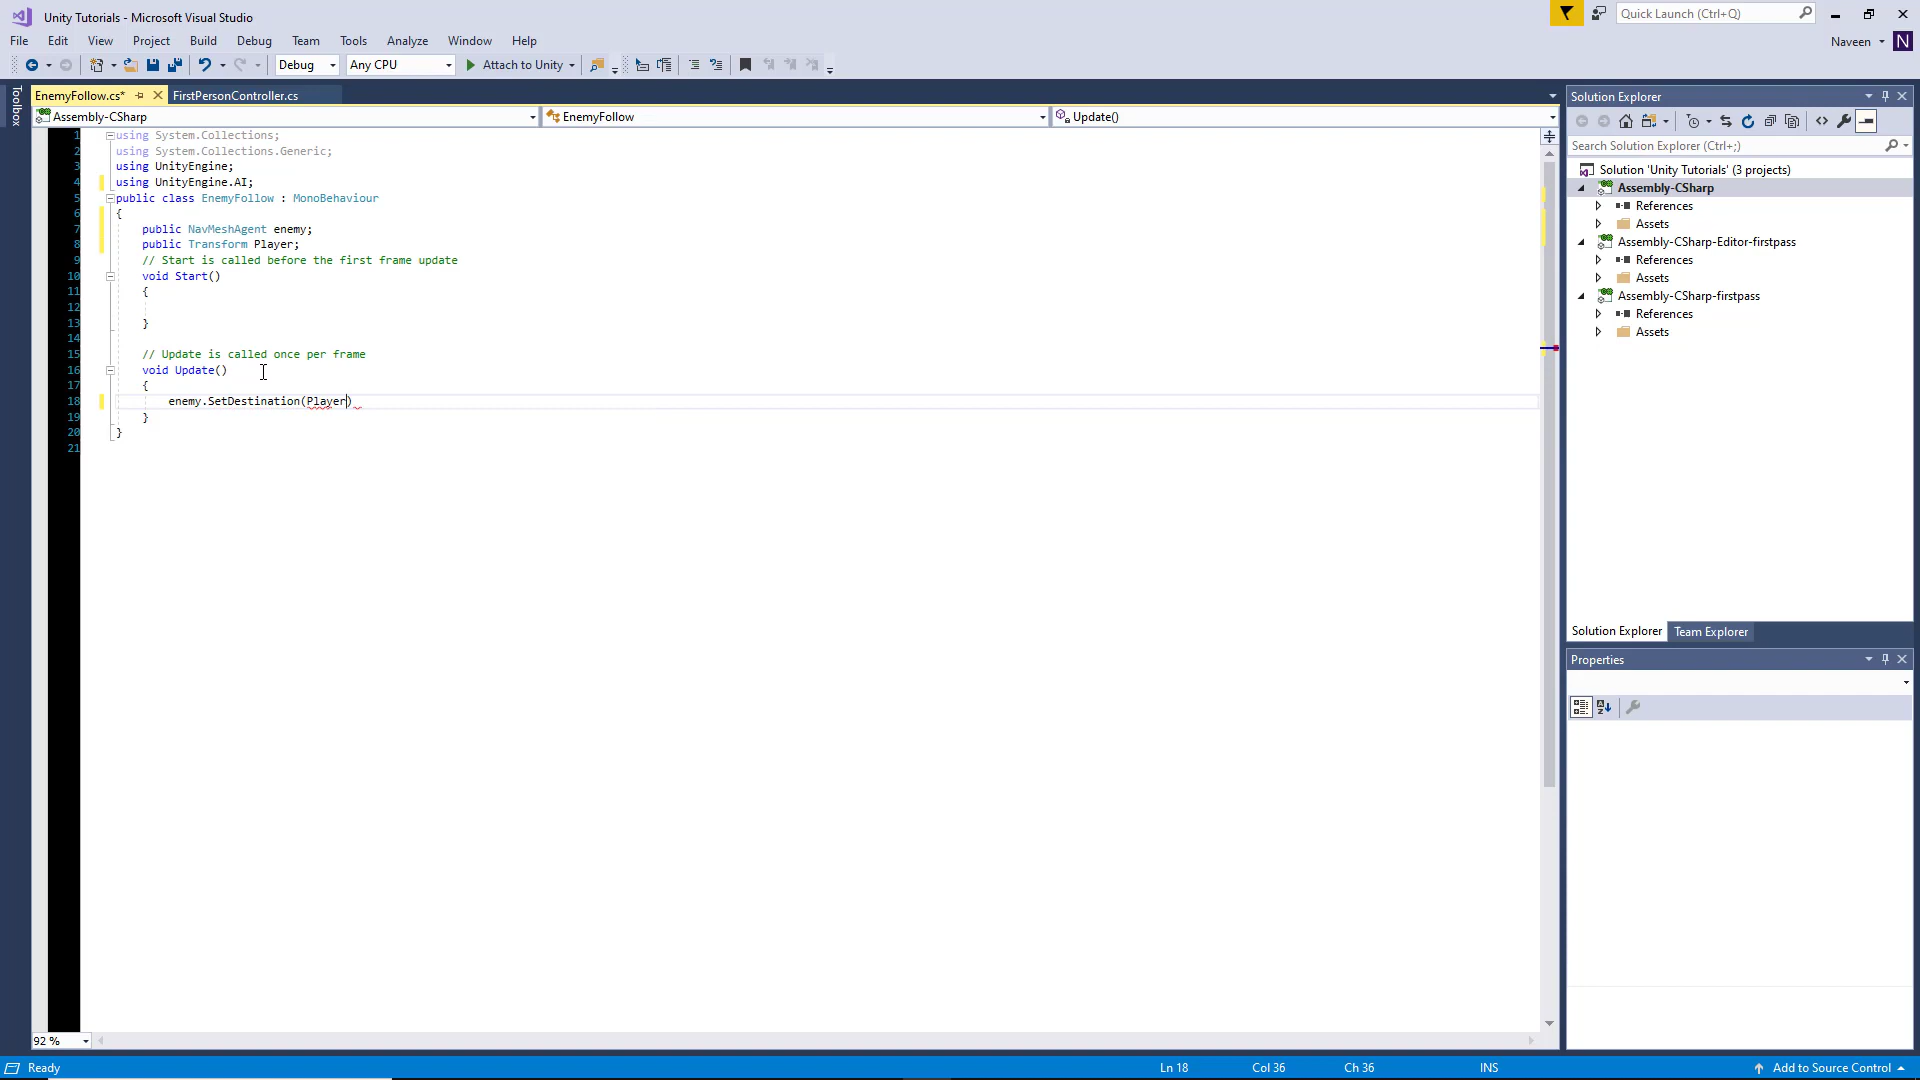 Unity Tutorials - Microsoft Visual Studio
Quick Launch (Ctrl+Q)
File Edit View Project Build Debug Team Tools Analyze Window Help
Naveen N
Debug Any CPU Attach to Unity
Toolbox
EnemyFollow.cs* FirstPersonController.cs
Assembly-CSharp EnemyFollow Update()
1 using System.Collections;
2 using System.Collections.Generic;
3 using UnityEngine;
4 using UnityEngine.AI;
5 public class EnemyFollow : MonoBehaviour
6 {
7 public NavMeshAgent enemy;
8 public Transform Player;
9 // Start is called before the first frame update
10 void Start()
11 {
12
13 }
14
15 // Update is called once per frame
16 void Update()
17 {
18 enemy.SetDestination(Player)
19 }
20 }
21
92 %
Solution Explorer
Search Solution Explorer (Ctrl+;)
Solution 'Unity Tutorials' (3 projects)
Assembly-CSharp
References
Assets
Assembly-CSharp-Editor-firstpass
References
Assets
Assembly-CSharp-firstpass
References
Assets
Solution Explorer Team Explorer
Properties
Ready Ln 18 Col 36 Ch 36 INS Add to Source Control